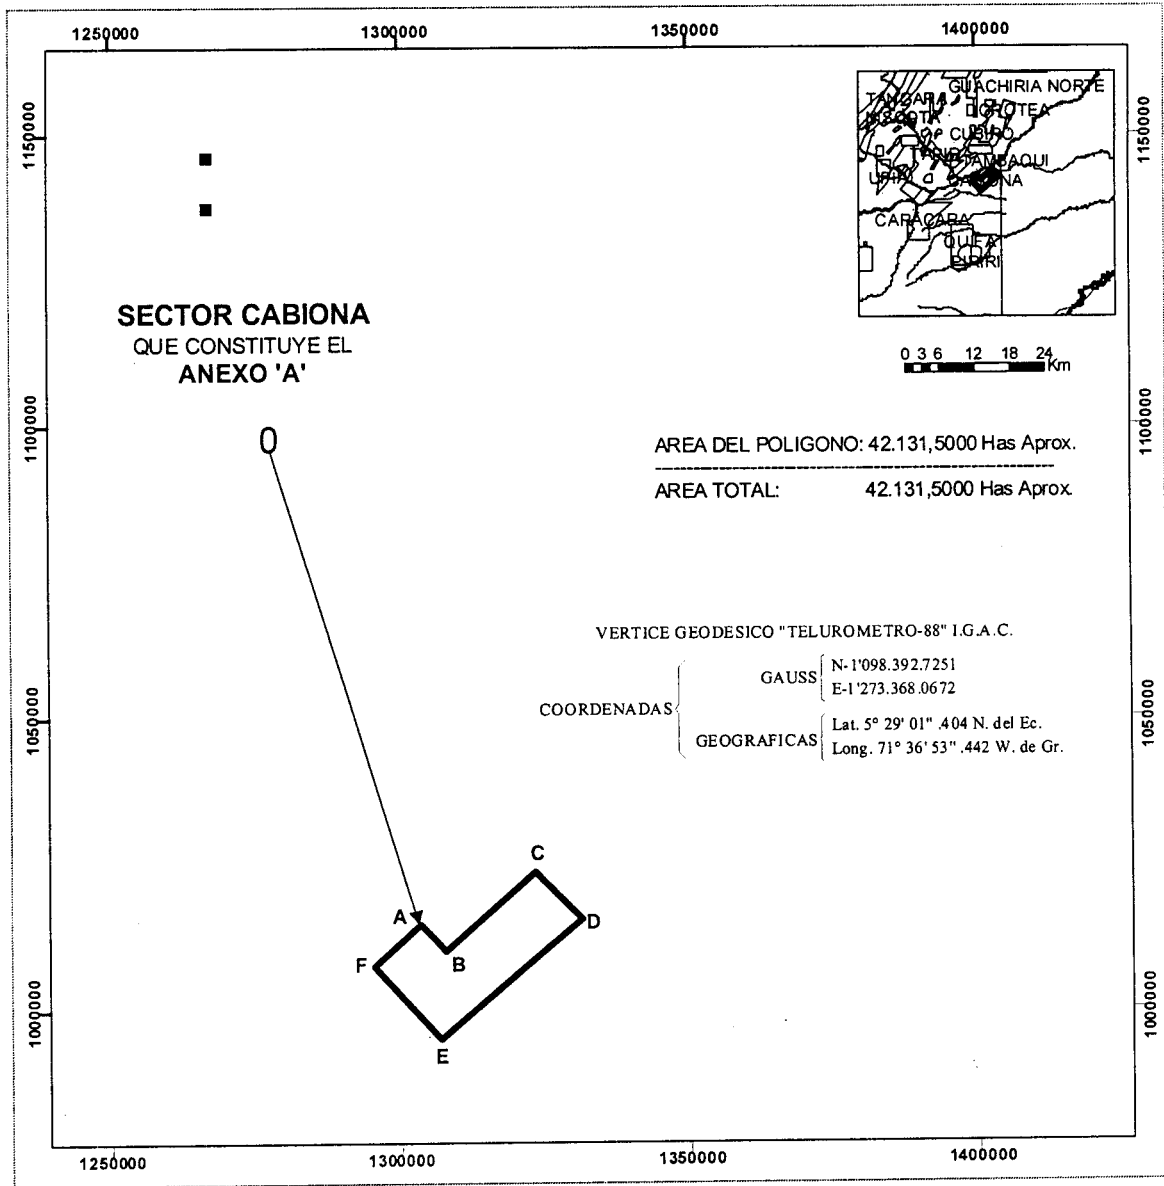 1250000 1300000 1350000 1400000
1150000
1150000
GUACHIRIA NORTE
DOROTEA
CUBIRO
TAMBAQUI
CARACARA
SECTOR CABIONA
QUE CONSTITUYE EL
ANEXO 'A'
0 3 6 12 18 24 Km
0
1100000
1100000
AREA DEL POLIGONO: 42.131,5000 Has Aprox.
AREA TOTAL: 42.131,5000 Has Aprox.
VERTICE GEODESICO "TELUROMETRO-88" I.G.A.C.
COORDENADAS
GAUSS
N-1'098.392.7251
E-1'273.368.0672
GEOGRAFICAS
Lat. 5° 29' 01" .404 N. del Ec.
Long. 71° 36' 53" .442 W. de Gr.
1050000
1050000
C
A
D
B
F
E
1000000
1000000
1250000 1300000 1350000 1400000